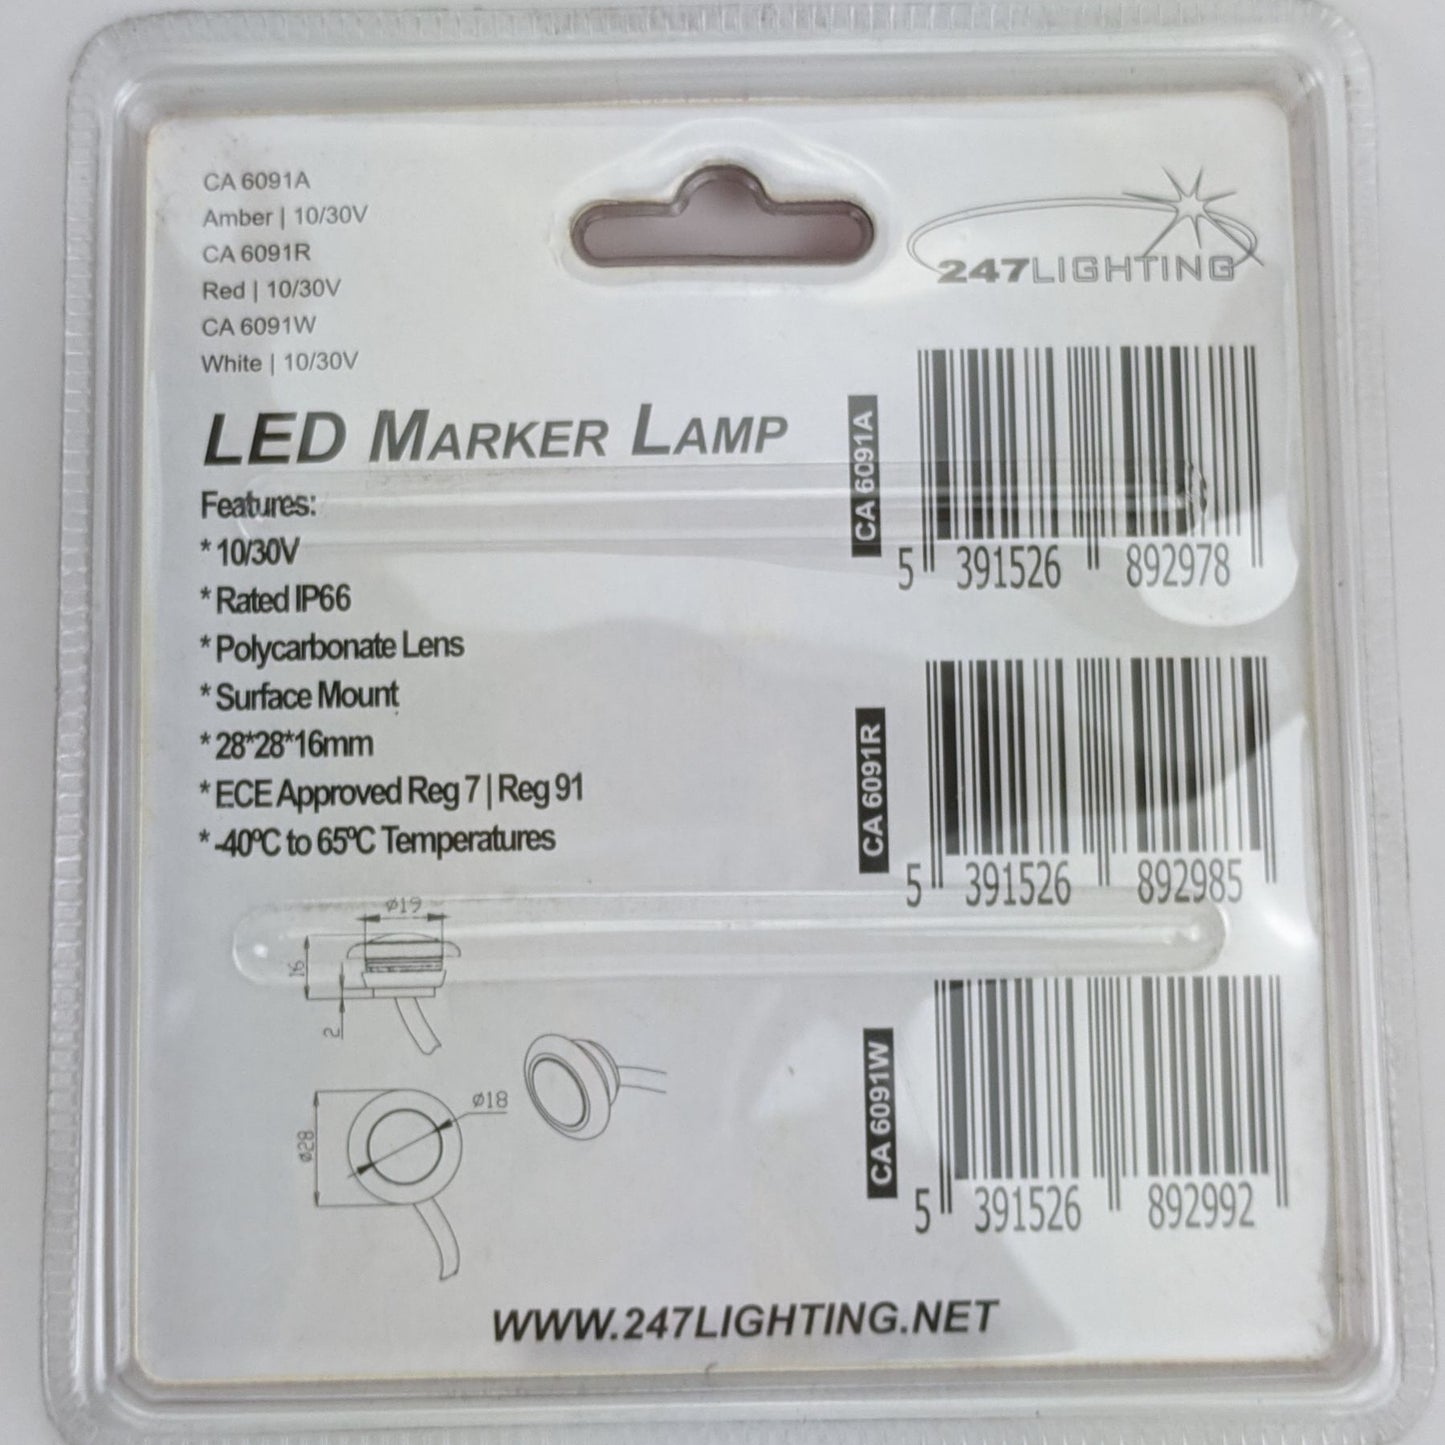 CA 6091A
Amber | 10/30V
CA 6091R
Red | 10/30V
CA 6091W
White | 10/30V
247LIGHTING
LED MARKER LAMP
Features:
* 10/30V
* Rated IP66
* Polycarbonate Lens
* Surface Mount
* 28*28*16mm
* ECE Approved Reg 7 | Reg 91
* -40ºC to 65ºC Temperatures
CA 6091A
5 391526 892978
CA 6091R
5 391526 892985
CA 6091W
5 391526 892992
ø19
16
2
ø18
ø28
WWW.247LIGHTING.NET